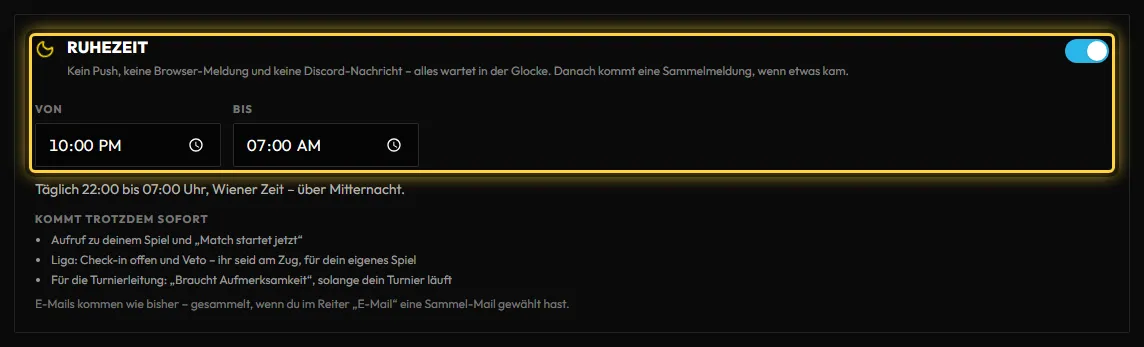 RUHEZEIT
Kein Push, keine Browser-Meldung und keine Discord-Nachricht – alles wartet in der Glocke. Danach kommt eine Sammelmeldung, wenn etwas kam.
VON BIS
10:00 PM 07:00 AM
Täglich 22:00 bis 07:00 Uhr, Wiener Zeit – über Mitternacht.
KOMMT TROTZDEM SOFORT
• Aufruf zu deinem Spiel und „Match startet jetzt“
• Liga: Check-in offen und Veto – ihr seid am Zug, für dein eigenes Spiel
• Für die Turnierleitung: „Braucht Aufmerksamkeit“, solange dein Turnier läuft
E-Mails kommen wie bisher – gesammelt, wenn du im Reiter „E-Mail“ eine Sammel-Mail gewählt hast.